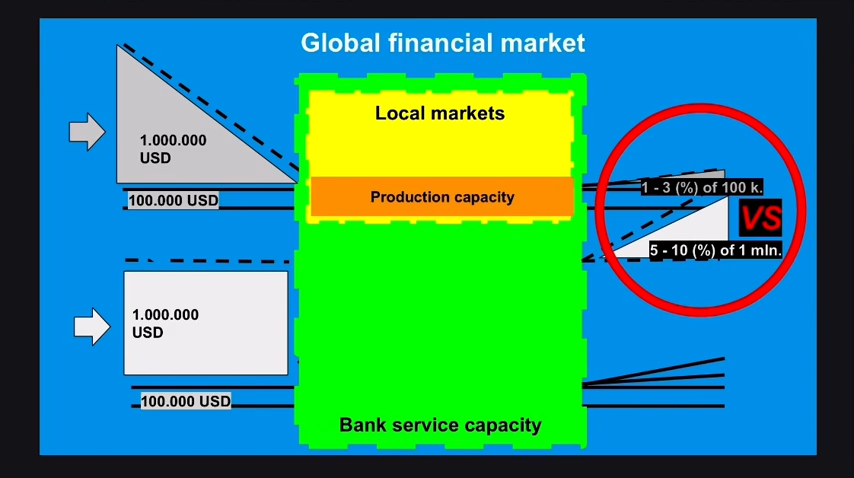 Global financial market
Local markets
1.000.000
USD
1 - 3 (%) of 100 k.
Production capacity
100.000 USD
VS
5 - 10 (%) of 1 mln.
1.000.000
USD
100.000 USD
Bank service capacity